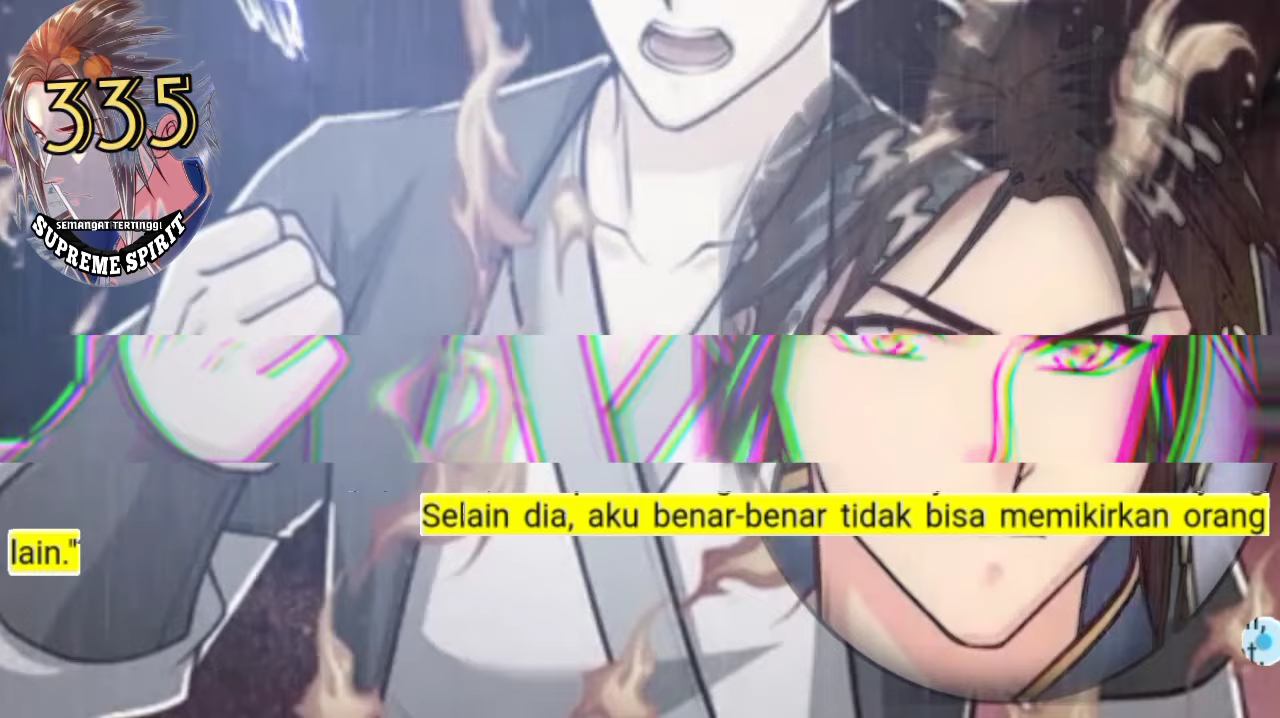 335
SEMANGAT TERTINGGI
SUPREME SPIRIT
Selain dia, aku benar-benar tidak bisa memikirkan orang
lain."